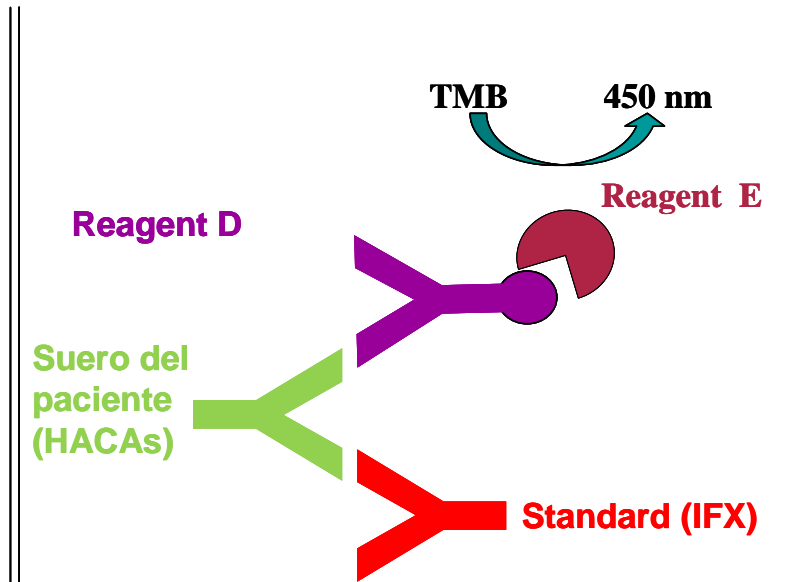 TMB 450 nm
Reagent E
Reagent D
Suero del
paciente
(HACAs)
Standard (IFX)